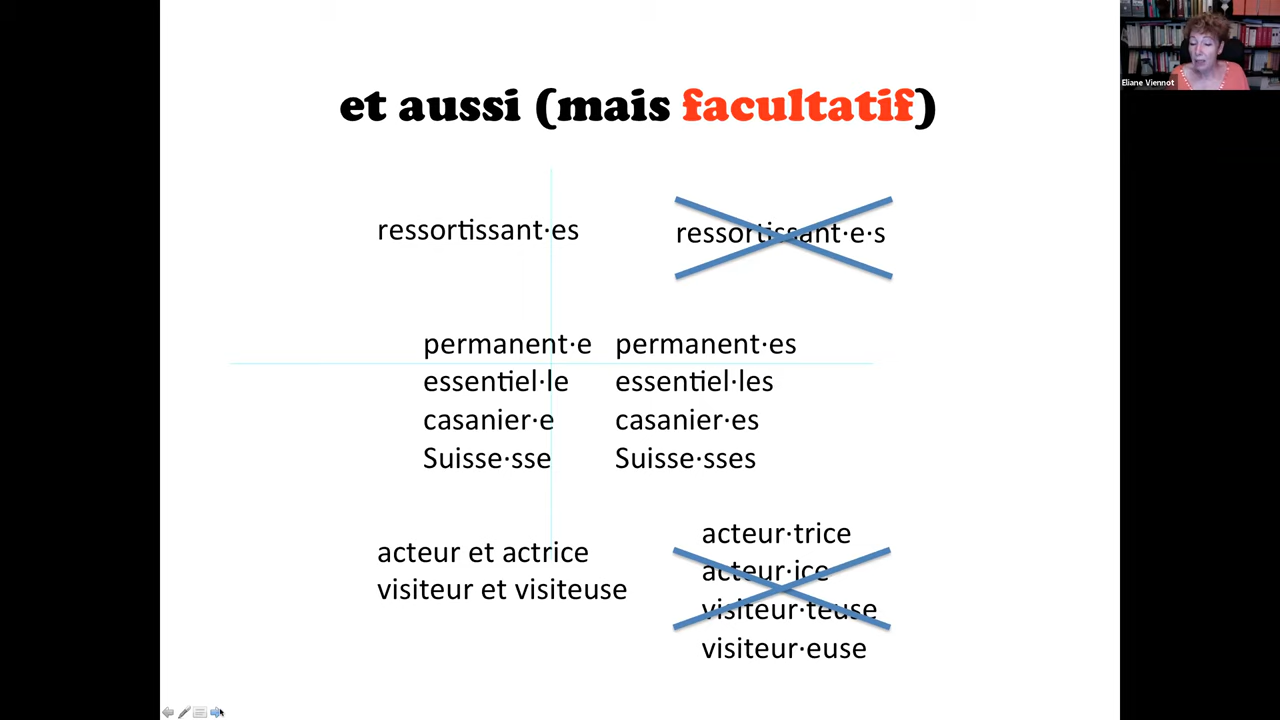 Eliane Viennot
et aussi (mais facultatif)
ressortissant·es
ressortissant·e·s
permanent·e permanent·es
essentiel·le essentiel·les
casanier·e casanier·es
Suisse·sse Suisse·sses
acteur et actrice
visiteur et visiteuse
acteur·trice
acteur·ice
visiteur·teuse
visiteur·euse